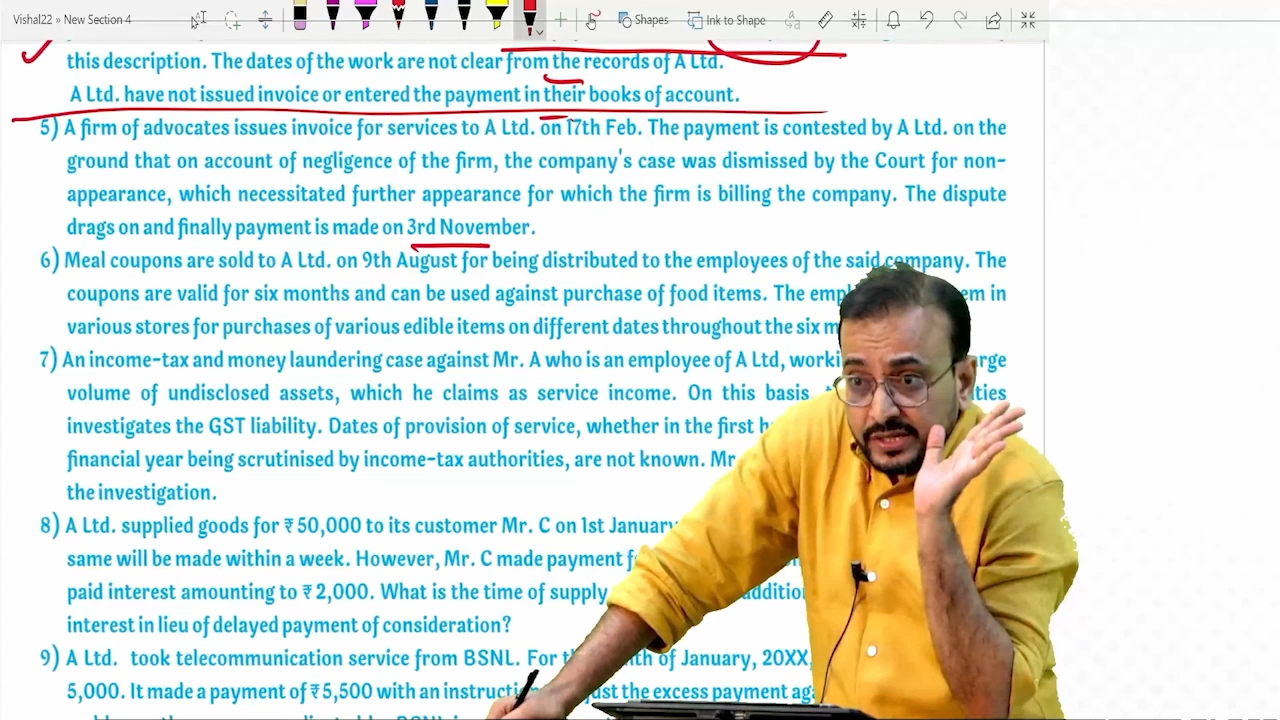 Vishal22 » New Section 4
Shapes
Ink to Shape
this description. The dates of the work are not clear from the records of A Ltd.
A Ltd. have not issued invoice or entered the payment in their books of account.
5) A firm of advocates issues invoice for services to A Ltd. on 17th Feb. The payment is contested by A Ltd. on the
ground that on account of negligence of the firm, the company's case was dismissed by the Court for non-
appearance, which necessitated further appearance for which the firm is billing the company. The dispute
drags on and finally payment is made on 3rd November.
6) Meal coupons are sold to A Ltd. on 9th August for being distributed to the employees of the said company. The
coupons are valid for six months and can be used against purchase of food items. The em in
various stores for purchases of various edible items on different dates throughout the six
7) An income-tax and money laundering case against Mr. A who is an employee of A Ltd, worki arge
volume of undisclosed assets, which he claims as service income. On this basis, ities
investigates the GST liability. Dates of provision of service, whether in the first
financial year being scrutinised by income-tax authorities, are not known. Mr
the investigation.
8) A Ltd. supplied goods for ₹ 50,000 to its customer Mr. C on 1st January
same will be made within a week. However, Mr. C made payment
paid interest amounting to ₹ 2,000. What is the time of supply addition
interest in lieu of delayed payment of consideration?
9) A Ltd. took telecommunication service from BSNL. For th of January, 20XX,
5,000. It made a payment of ₹ 5,500 with an instructi just the excess payment